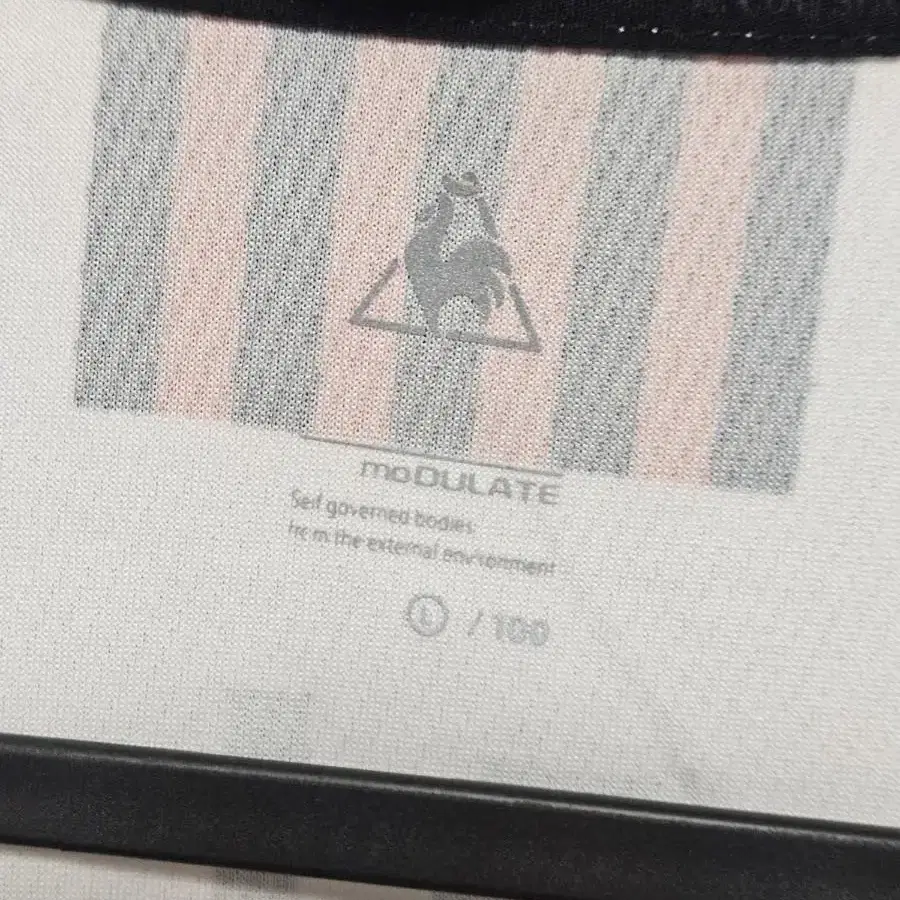 moDULATE
Self governed bodies
from the external environment
L / 100